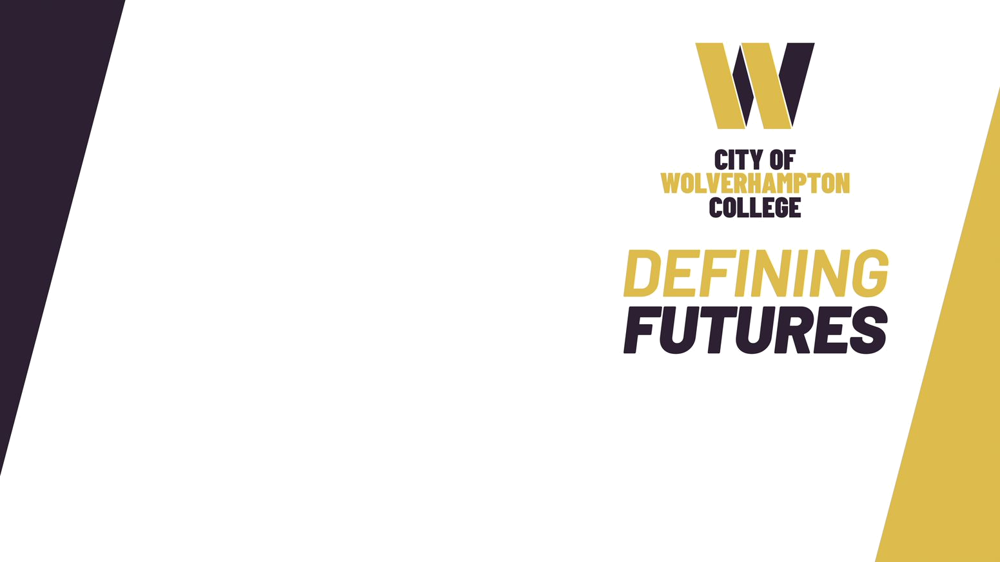 CITY OF
WOLVERHAMPTON
COLLEGE
DEFINING
FUTURES